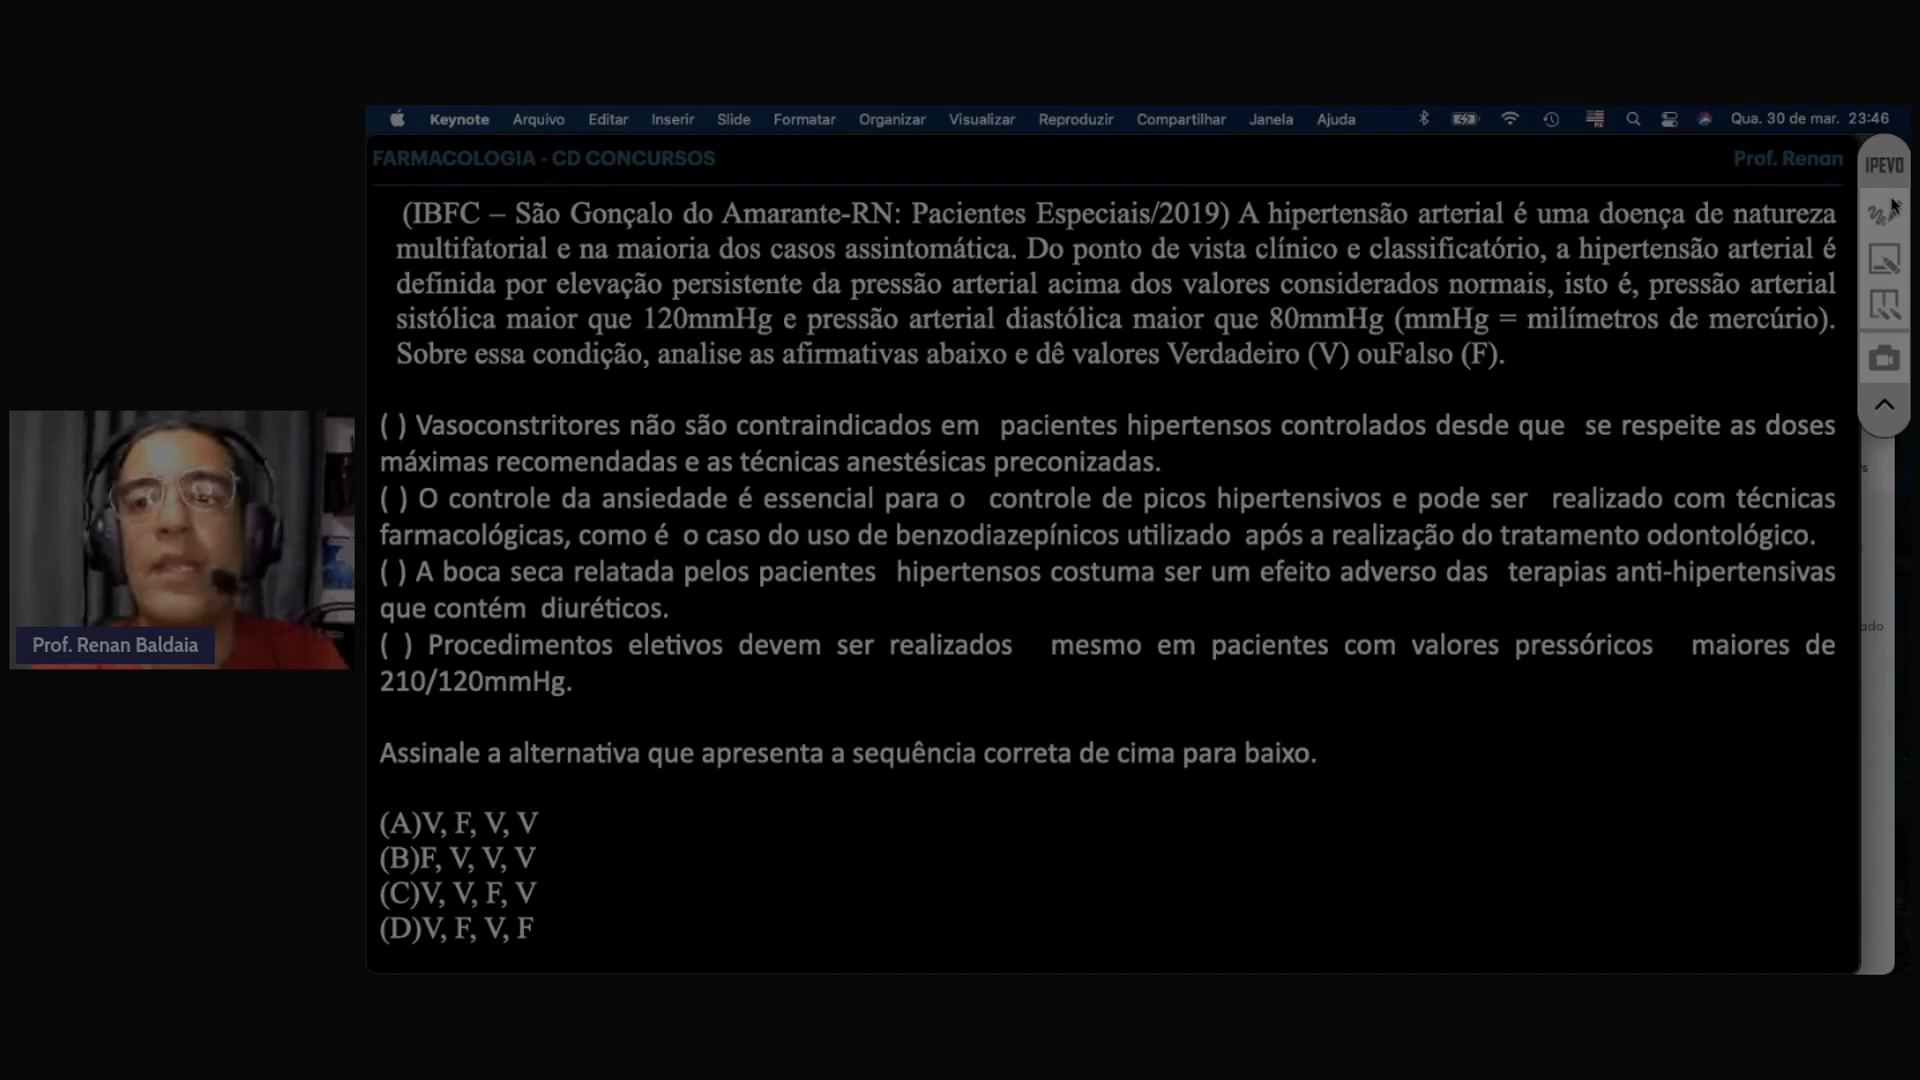 Keynote Arquivo Editar Inserir Slide Formatar Organizar Visualizar Reproduzir Compartilhar Janela Ajuda Qua. 30 de mar. 23:46
FARMACOLOGIA - CD CONCURSOS Prof. Renan
IPEVO
(IBFC – São Gonçalo do Amarante-RN: Pacientes Especiais/2019) A hipertensão arterial é uma doença de natureza
multifatorial e na maioria dos casos assintomática. Do ponto de vista clínico e classificatório, a hipertensão arterial é
definida por elevação persistente da pressão arterial acima dos valores considerados normais, isto é, pressão arterial
sistólica maior que 120mmHg e pressão arterial diastólica maior que 80mmHg (mmHg = milímetros de mercúrio).
Sobre essa condição, analise as afirmativas abaixo e dê valores Verdadeiro (V) ouFalso (F).
( ) Vasoconstritores não são contraindicados em pacientes hipertensos controlados desde que se respeite as doses
máximas recomendadas e as técnicas anestésicas preconizadas.
( ) O controle da ansiedade é essencial para o controle de picos hipertensivos e pode ser realizado com técnicas
farmacológicas, como é o caso do uso de benzodiazepínicos utilizado após a realização do tratamento odontológico.
( ) A boca seca relatada pelos pacientes hipertensos costuma ser um efeito adverso das terapias anti-hipertensivas
que contém diuréticos.
( ) Procedimentos eletivos devem ser realizados mesmo em pacientes com valores pressóricos maiores de
210/120mmHg.
Assinale a alternativa que apresenta a sequência correta de cima para baixo.
(A)V, F, V, V
(B)F, V, V, V
(C)V, V, F, V
(D)V, F, V, F
Prof. Renan Baldaia